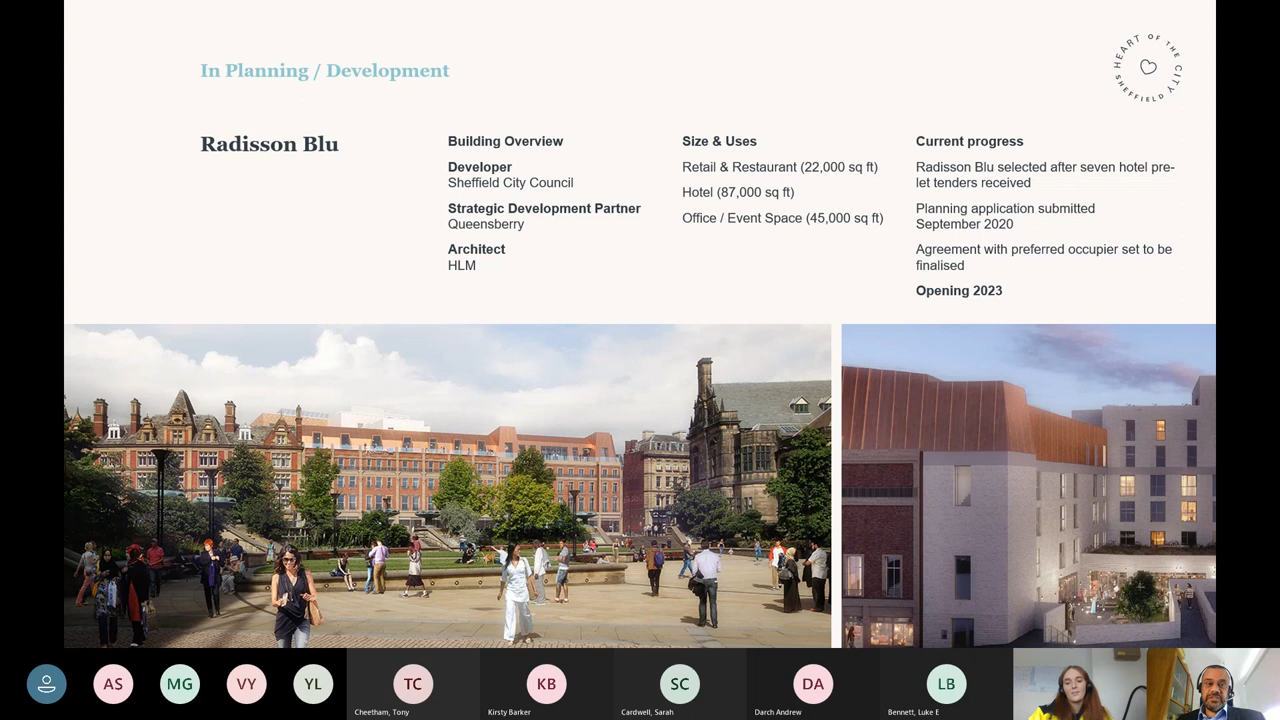 In Planning / Development
HEART OF THE CITY
SHEFFIELD
Radisson Blu
Building Overview
Developer
Sheffield City Council
Strategic Development Partner
Queensberry
Architect
HLM
Size & Uses
Retail & Restaurant (22,000 sq ft)
Hotel (87,000 sq ft)
Office / Event Space (45,000 sq ft)
Current progress
Radisson Blu selected after seven hotel pre-
let tenders received
Planning application submitted
September 2020
Agreement with preferred occupier set to be
finalised
Opening 2023
AS
MG
VY
YL
TC
Cheetham, Tony
KB
Kirsty Barker
SC
Cardwell, Sarah
DA
Darch Andrew
LB
Bennett, Luke E